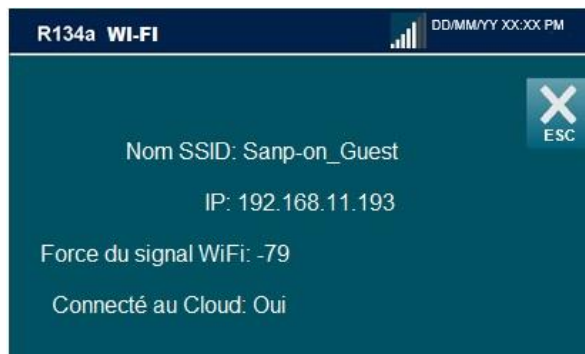 R134a WI-FI
DD/MM/YY XX:XX PM
ESC
Nom SSID: Sanp-on_Guest
IP: 192.168.11.193
Force du signal WiFi: -79
Connecté au Cloud: Oui